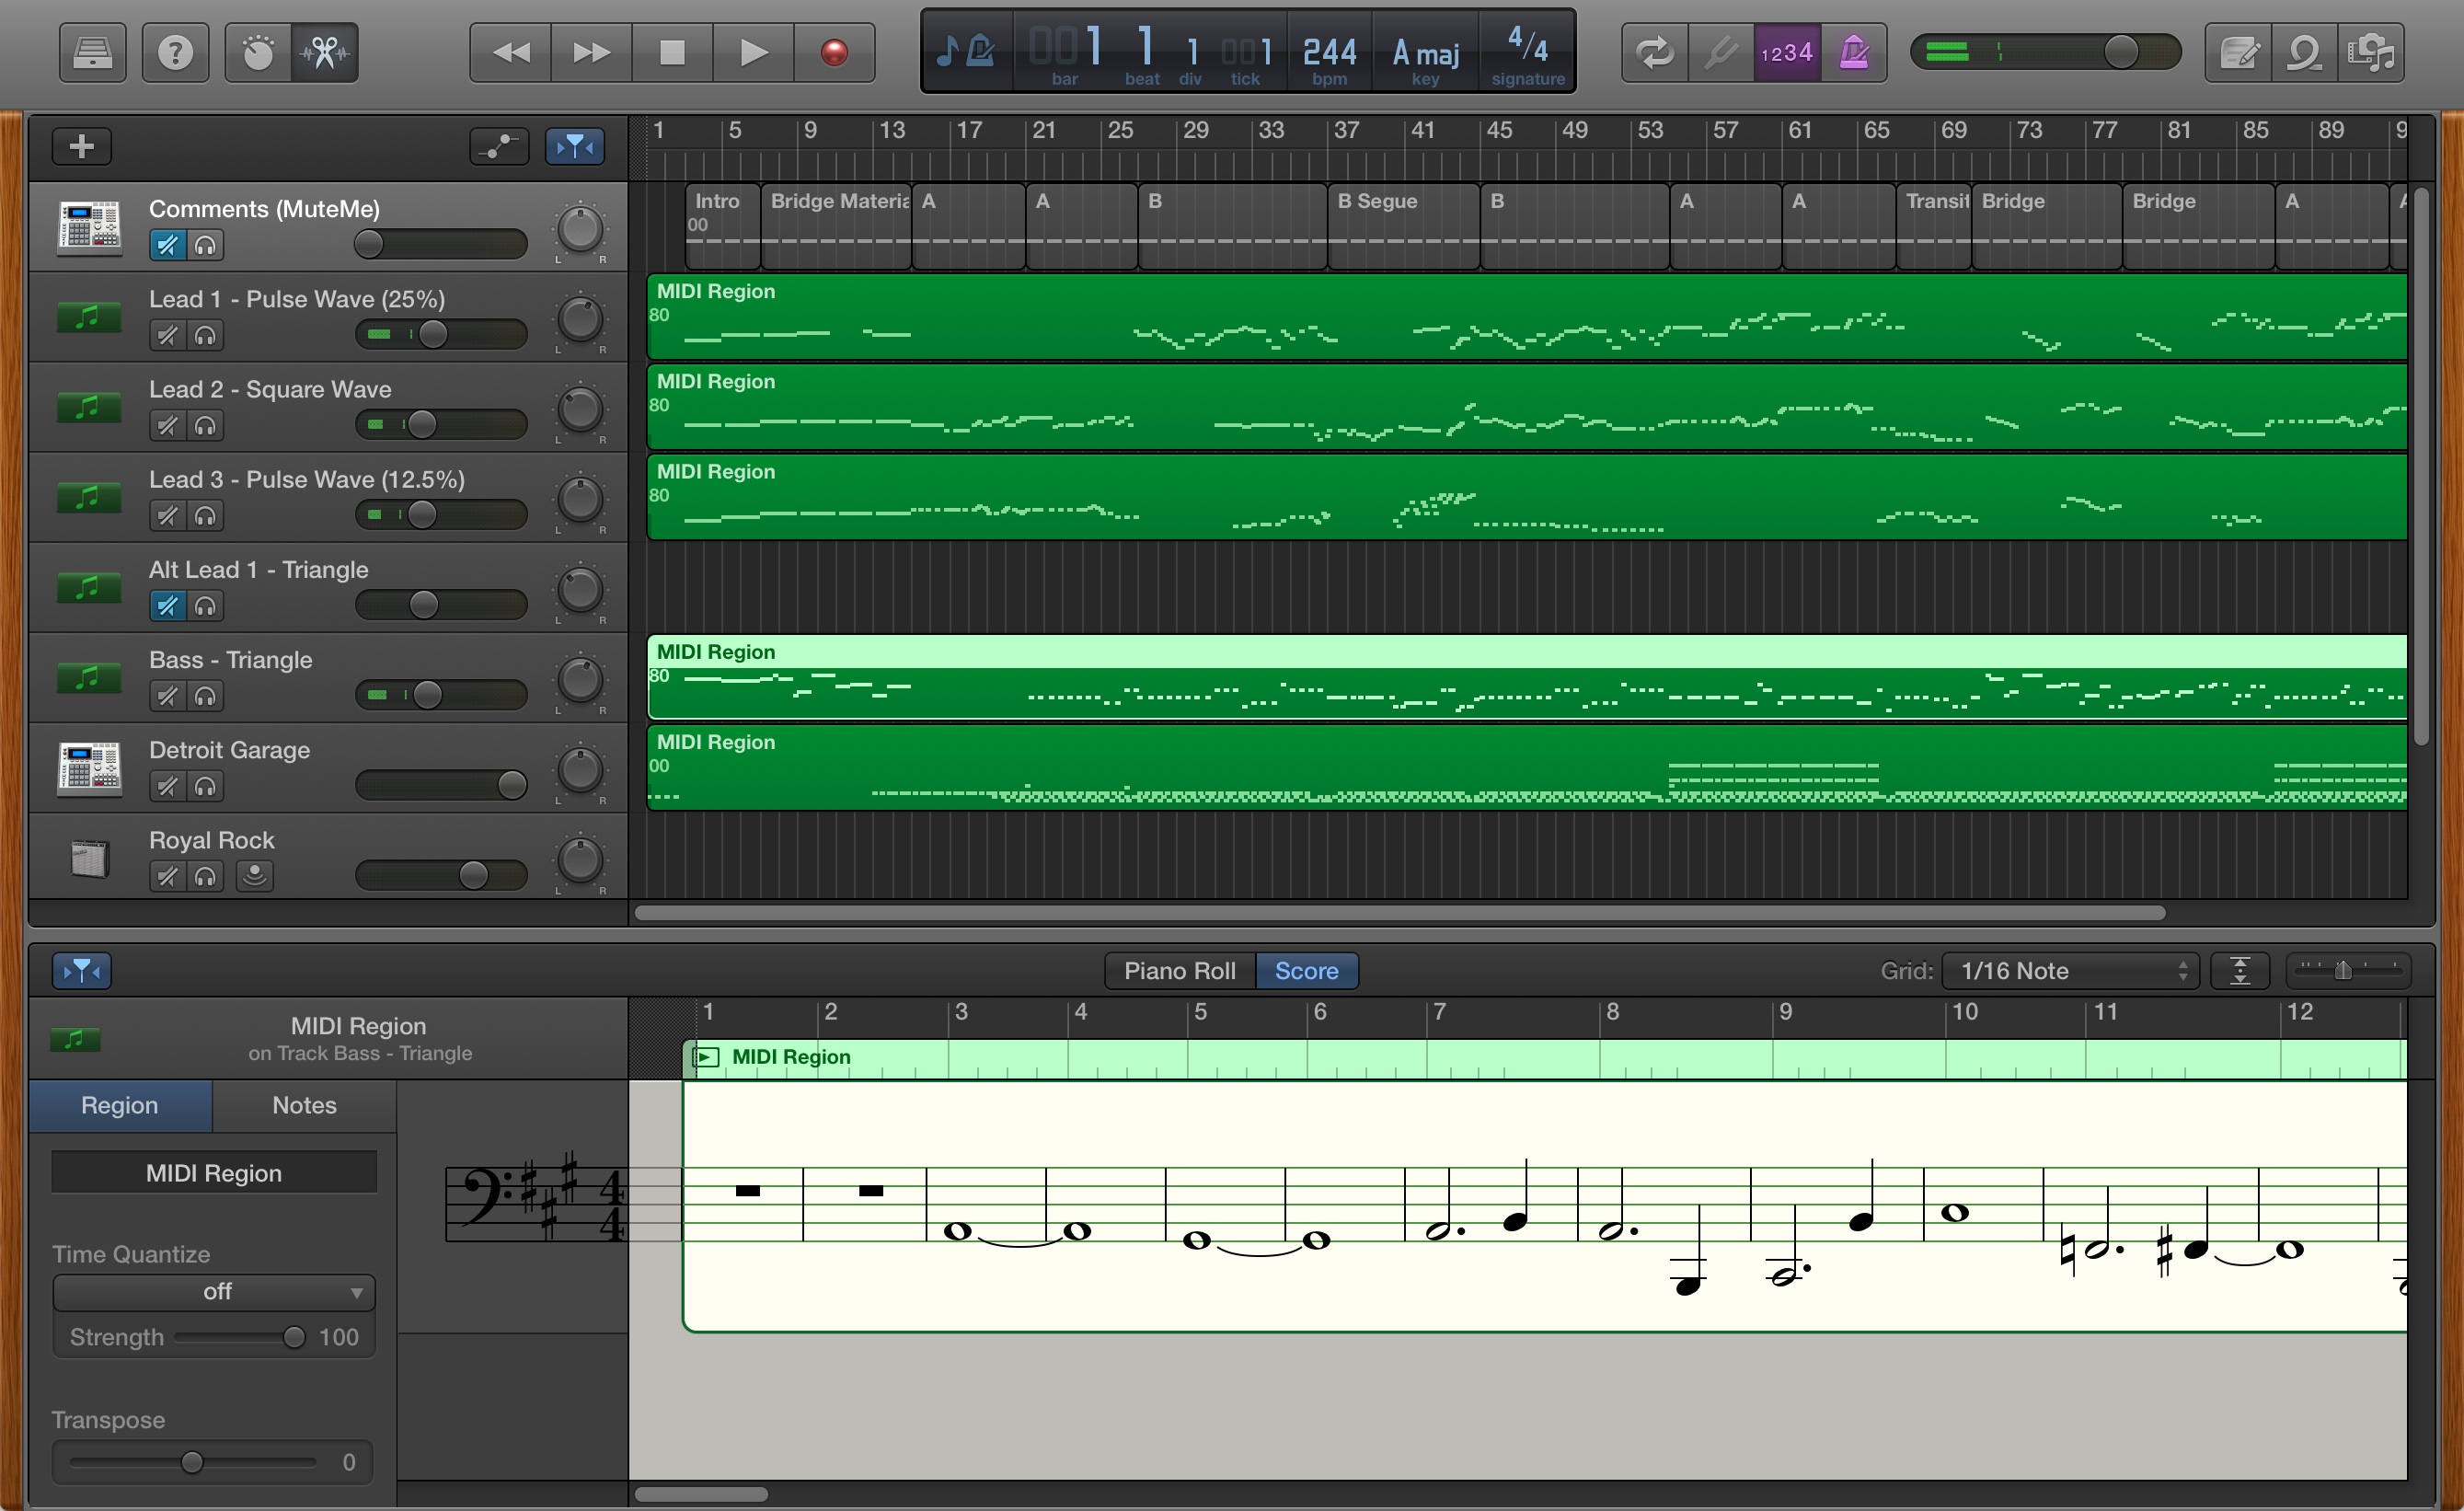 001 1 1 001 244 A maj 4/4
bar beat div tick bpm key signature
1234
1 5 9 13 17 21 25 29 33 37 41 45 49 53 57 61 65 69 73 77 81 85 89 9
Comments (MuteMe)
L R
Intro Bridge Materia A A B B Segue B A A Transit Bridge Bridge A A
00
Lead 1 - Pulse Wave (25%)
L R
MIDI Region
80
Lead 2 - Square Wave
L R
MIDI Region
80
Lead 3 - Pulse Wave (12.5%)
L R
MIDI Region
80
Alt Lead 1 - Triangle
L R
Bass - Triangle
L R
MIDI Region
80
Detroit Garage
L R
MIDI Region
00
Royal Rock
L R
Piano Roll Score Grid: 1/16 Note
MIDI Region
on Track Bass - Triangle
1 2 3 4 5 6 7 8 9 10 11 12
MIDI Region
Region Notes
MIDI Region
4
4
Time Quantize
off
Strength 100
Transpose
0